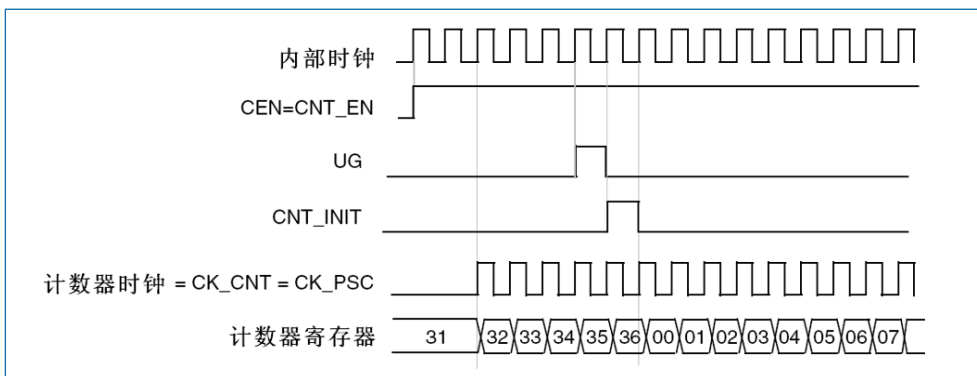 内部时钟
CEN=CNT_EN
UG
CNT_INIT
计数器时钟 = CK_CNT = CK_PSC
计数器寄存器 31 32 33 34 35 36 00 01 02 03 04 05 06 07